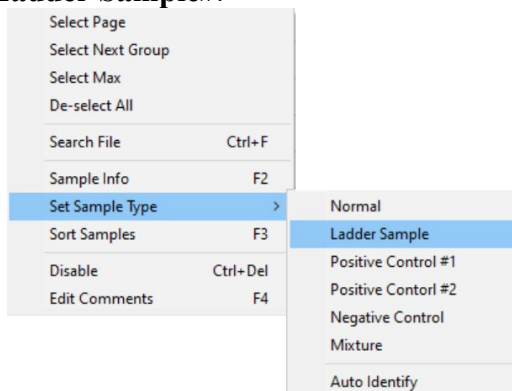 Ladder Sample.
Select Page
Select Next Group
Select Max
De-select All
Search File Ctrl+F
Sample Info F2
Set Sample Type >
Sort Samples F3
Disable Ctrl+Del
Edit Comments F4
Normal
Ladder Sample
Positive Control #1
Positive Contorl #2
Negative Control
Mixture
Auto Identify